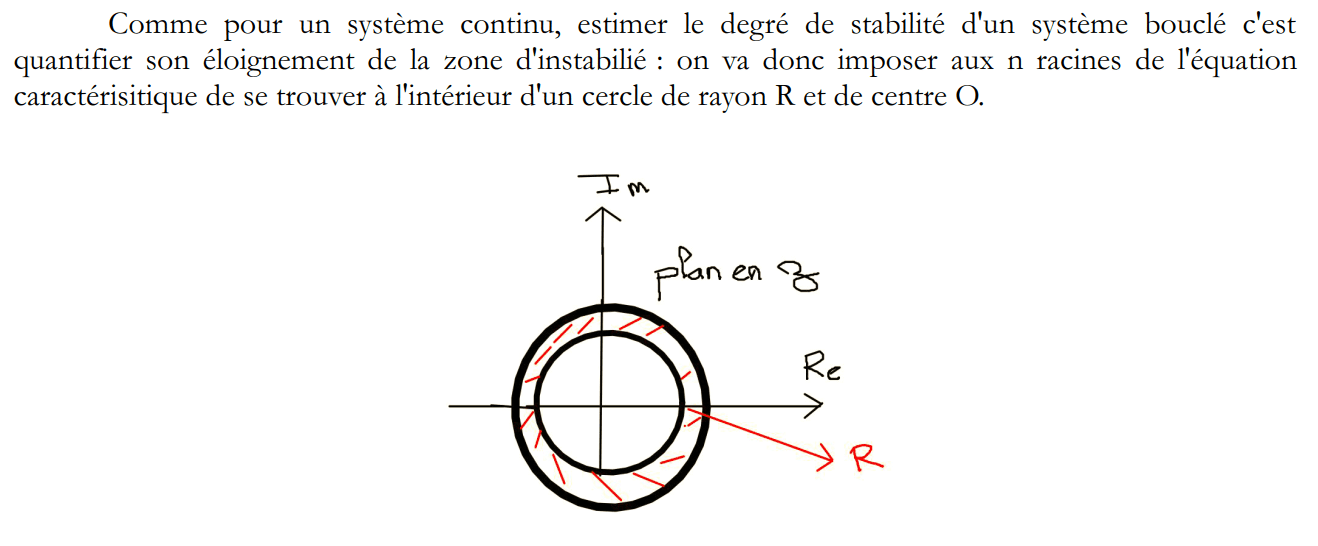 Comme pour un système continu, estimer le degré de stabilité d'un système bouclé c'est
quantifier son éloignement de la zone d'instabilié : on va donc imposer aux n racines de l'équation
caractérisitique de se trouver à l'intérieur d'un cercle de rayon R et de centre O.
Im
plan en z
Re
R